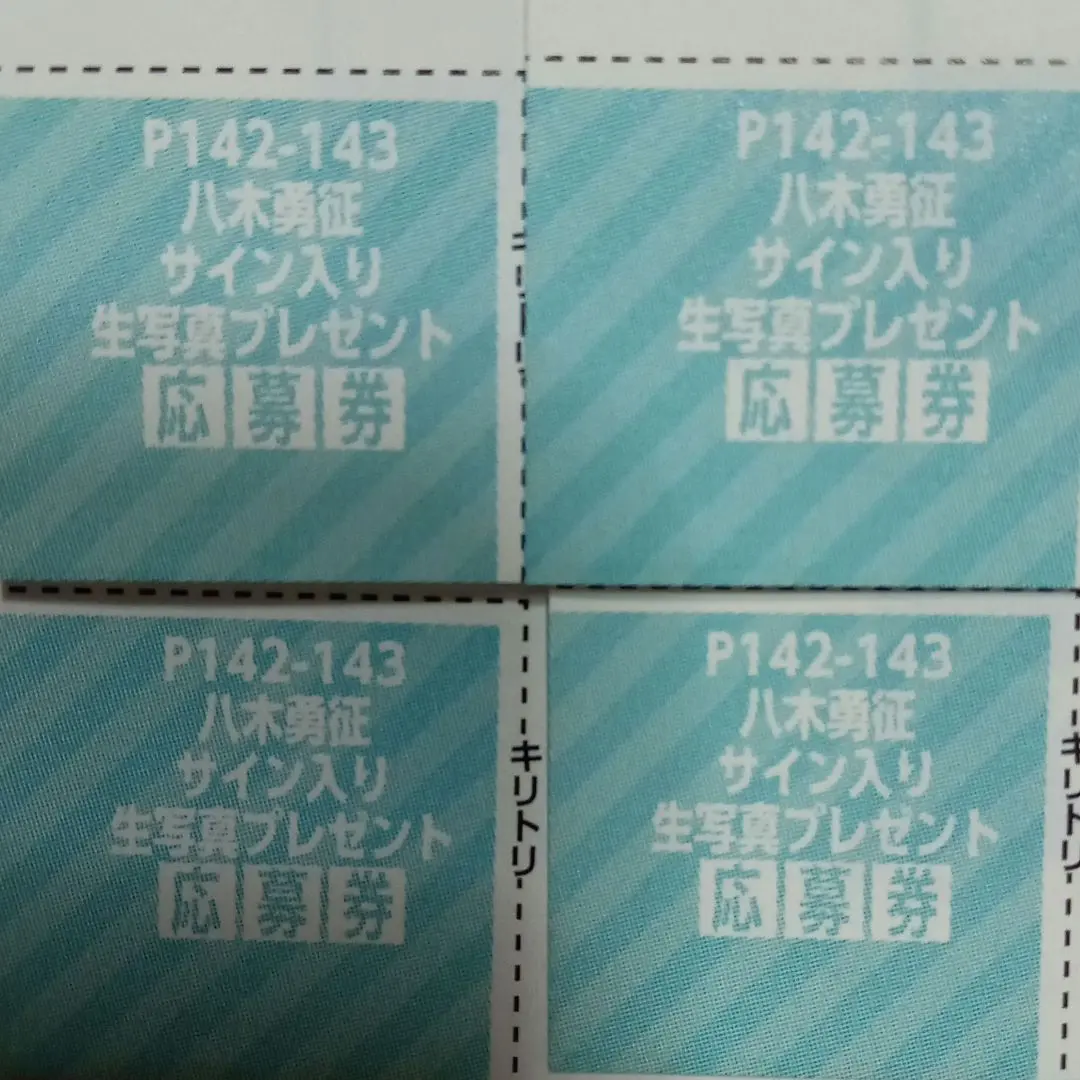 P142-143
八木勇征
サイン入り
生写真プレゼント
応募券
P142-143
八木勇征
サイン入り
生写真プレゼント
応募券
P142-143
八木勇征
サイン入り
生写真プレゼント
応募券
キリトリ
P142-143
八木勇征
サイン入り
生写真プレゼント
応募券
キリトリ